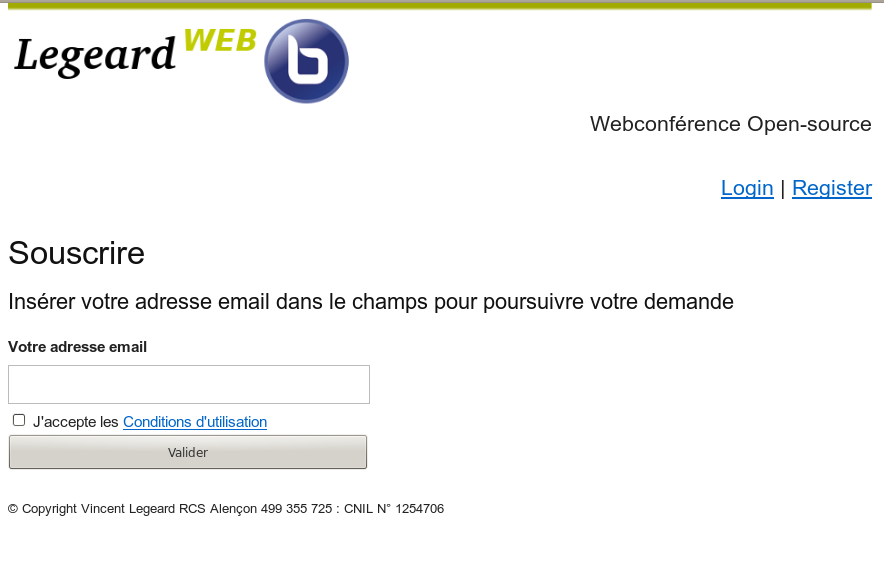 Legeard WEB b
Webconférence Open-source
Login | Register
Souscrire
Insérer votre adresse email dans le champs pour poursuivre votre demande
Votre adresse email
J'accepte les Conditions d'utilisation
Valider
© Copyright Vincent Legeard RCS Alençon 499 355 725 : CNIL N° 1254706